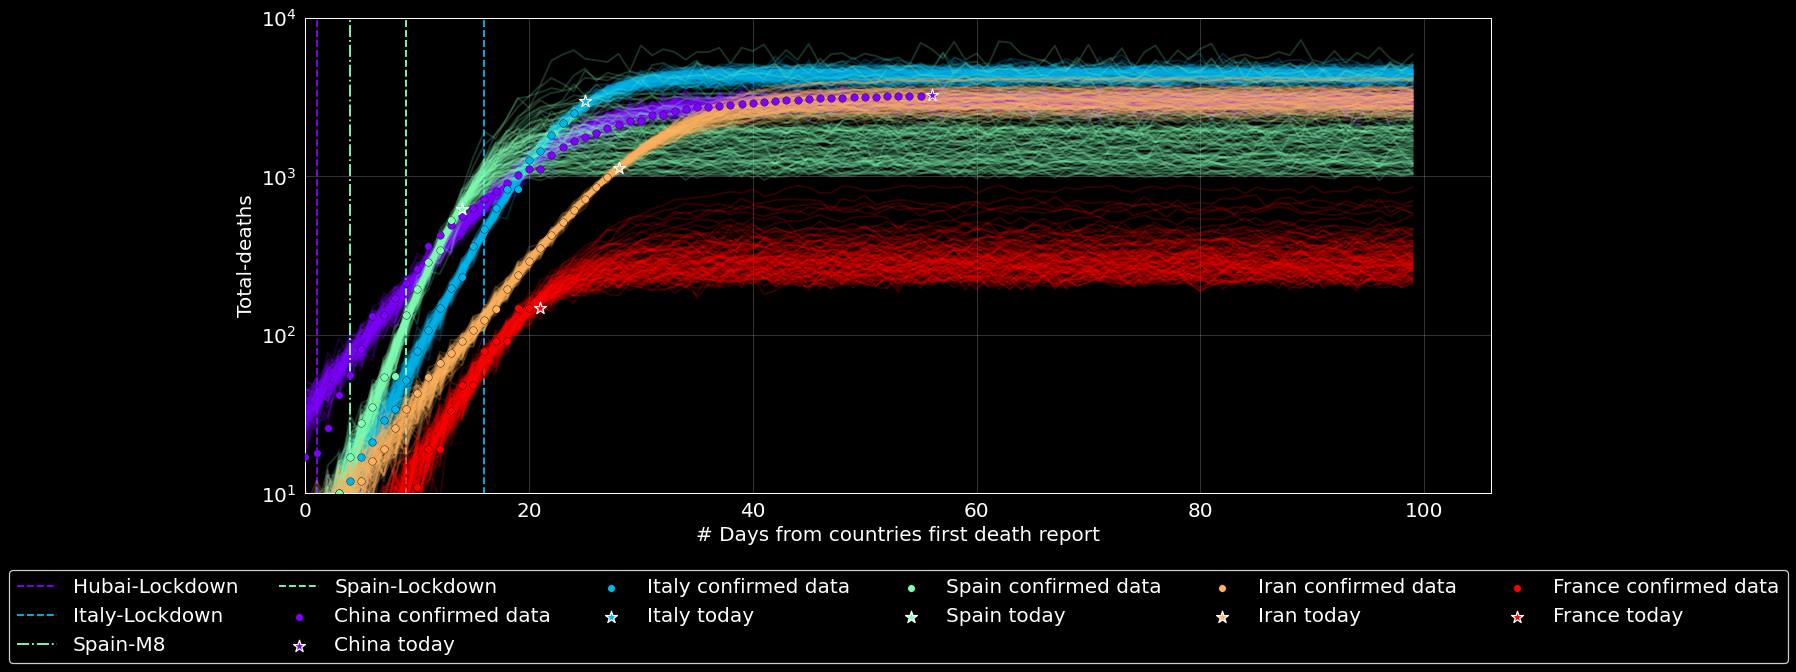 10⁴
10³
10²
10¹
Total-deaths
0 20 40 60 80 100
# Days from countries first death report
Hubai-Lockdown Spain-Lockdown Italy confirmed data Spain confirmed data Iran confirmed data France confirmed data
Italy-Lockdown China confirmed data Italy today Spain today Iran today France today
Spain-M8 China today